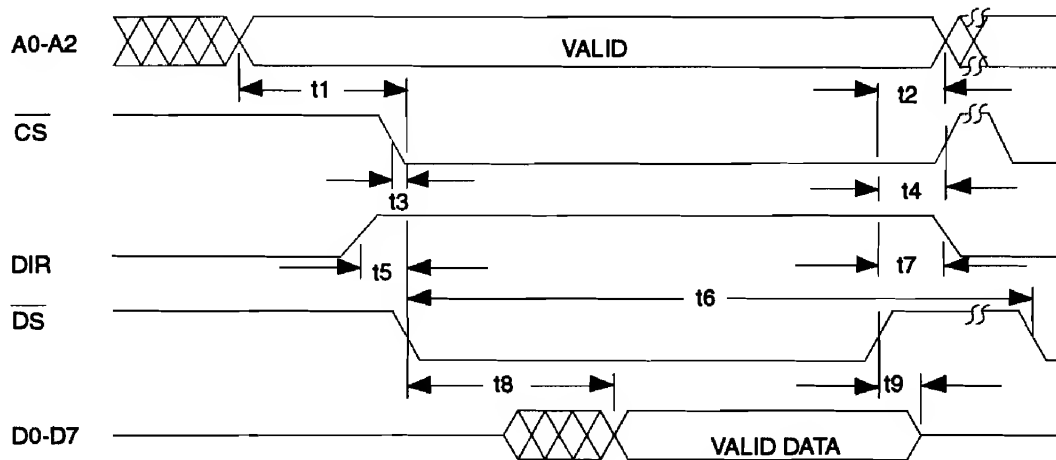 A0-A2
VALID
t1
t2
CS
t3
t4
DIR
t5
t7
t6
DS
t8
t9
D0-D7
VALID DATA